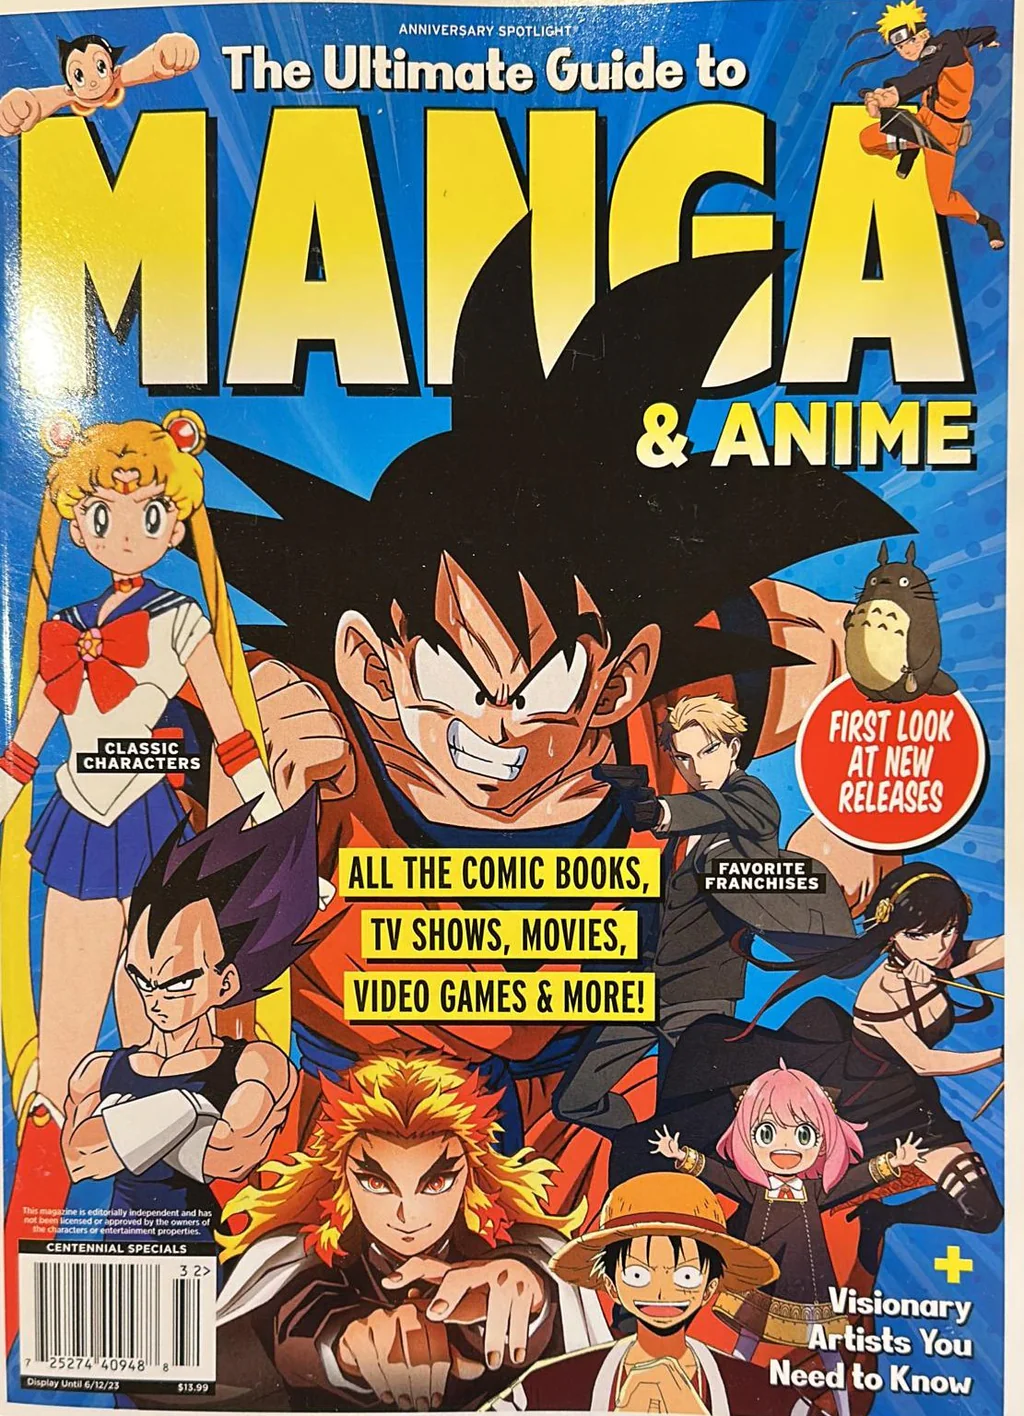 ANNIVERSARY SPOTLIGHT
The Ultimate Guide to
MANGA
& ANIME
FIRST LOOK
AT NEW
RELEASES
CLASSIC
CHARACTERS
ALL THE COMIC BOOKS,
TV SHOWS, MOVIES,
VIDEO GAMES & MORE!
FAVORITE
FRANCHISES
This magazine is editorially independent and has
not been licensed or approved by the owners of
the characters or entertainment properties.
CENTENNIAL SPECIALS
3 2>
7 25274 40948 8
Display Until 6/12/23 $13.99
+
Visionary
Artists You
Need to Know